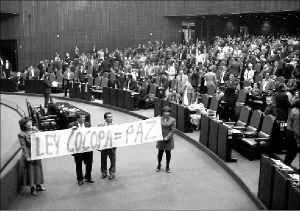 LEY COCOPA = PAZ